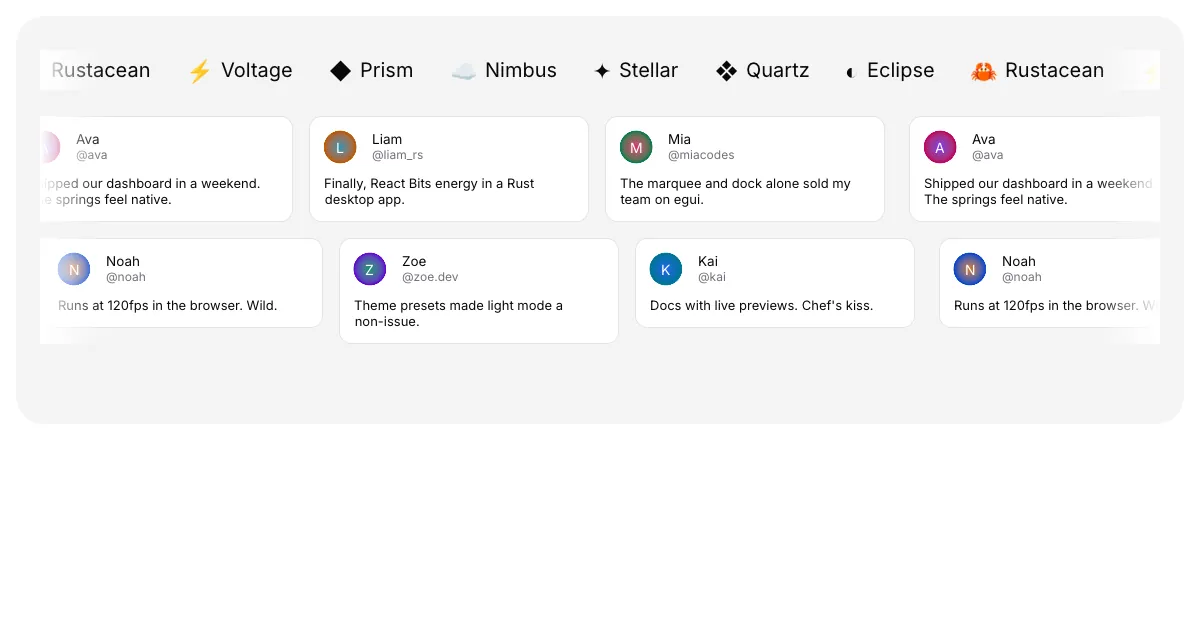 Rustacean ⚡ Voltage ◆ Prism ☁️ Nimbus ✦ Stellar ❖ Quartz ◖ Eclipse 🦀 Rustacean ⚡
Ava
@ava
ipped our dashboard in a weekend.
e springs feel native.
L
Liam
@liam_rs
Finally, React Bits energy in a Rust
desktop app.
M
Mia
@miacodes
The marquee and dock alone sold my
team on egui.
A
Ava
@ava
Shipped our dashboard in a weekend
The springs feel native.
N
Noah
@noah
Runs at 120fps in the browser. Wild.
Z
Zoe
@zoe.dev
Theme presets made light mode a
non-issue.
K
Kai
@kai
Docs with live previews. Chef's kiss.
N
Noah
@noah
Runs at 120fps in the browser. W